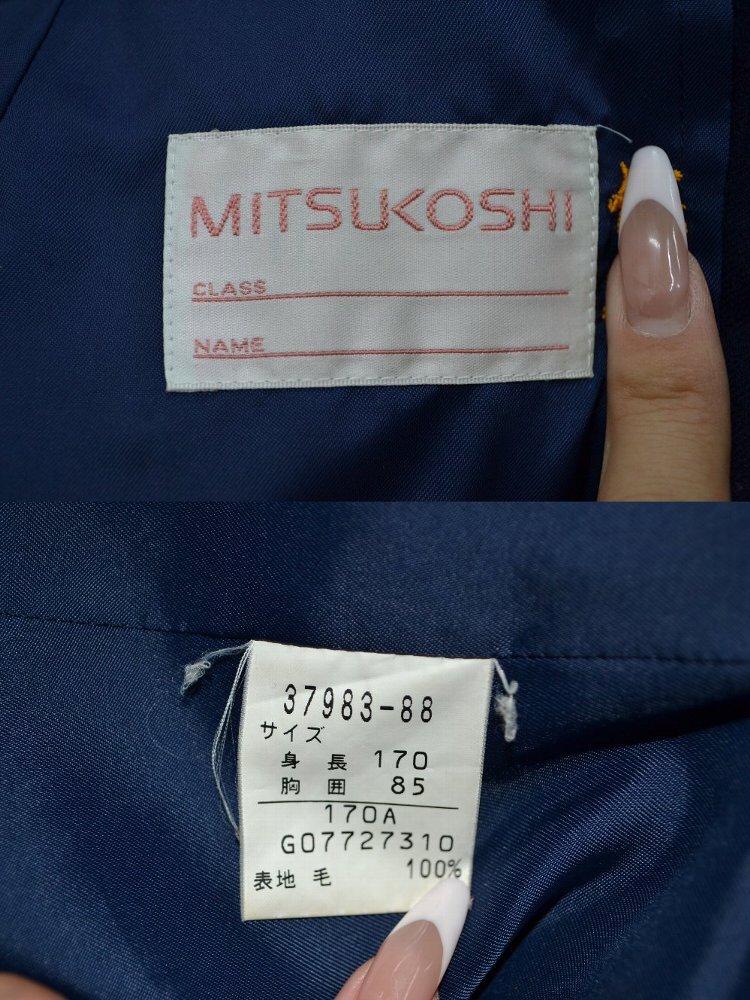 MITSUKOSHI
CLASS
NAME
37983-88
サイズ
身長 170
胸囲 85
170A
G07727310
表地 毛 100%